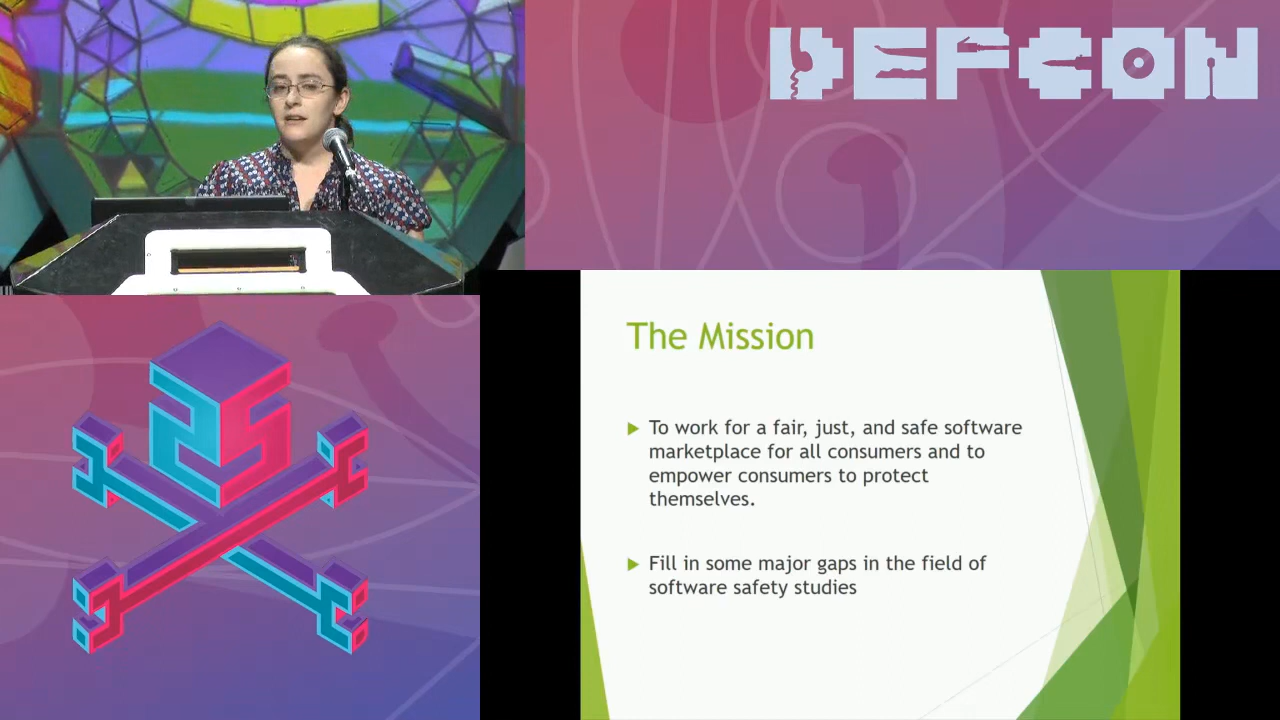 DEFCON
The Mission
To work for a fair, just, and safe software
marketplace for all consumers and to
empower consumers to protect
themselves.
Fill in some major gaps in the field of
software safety studies
25